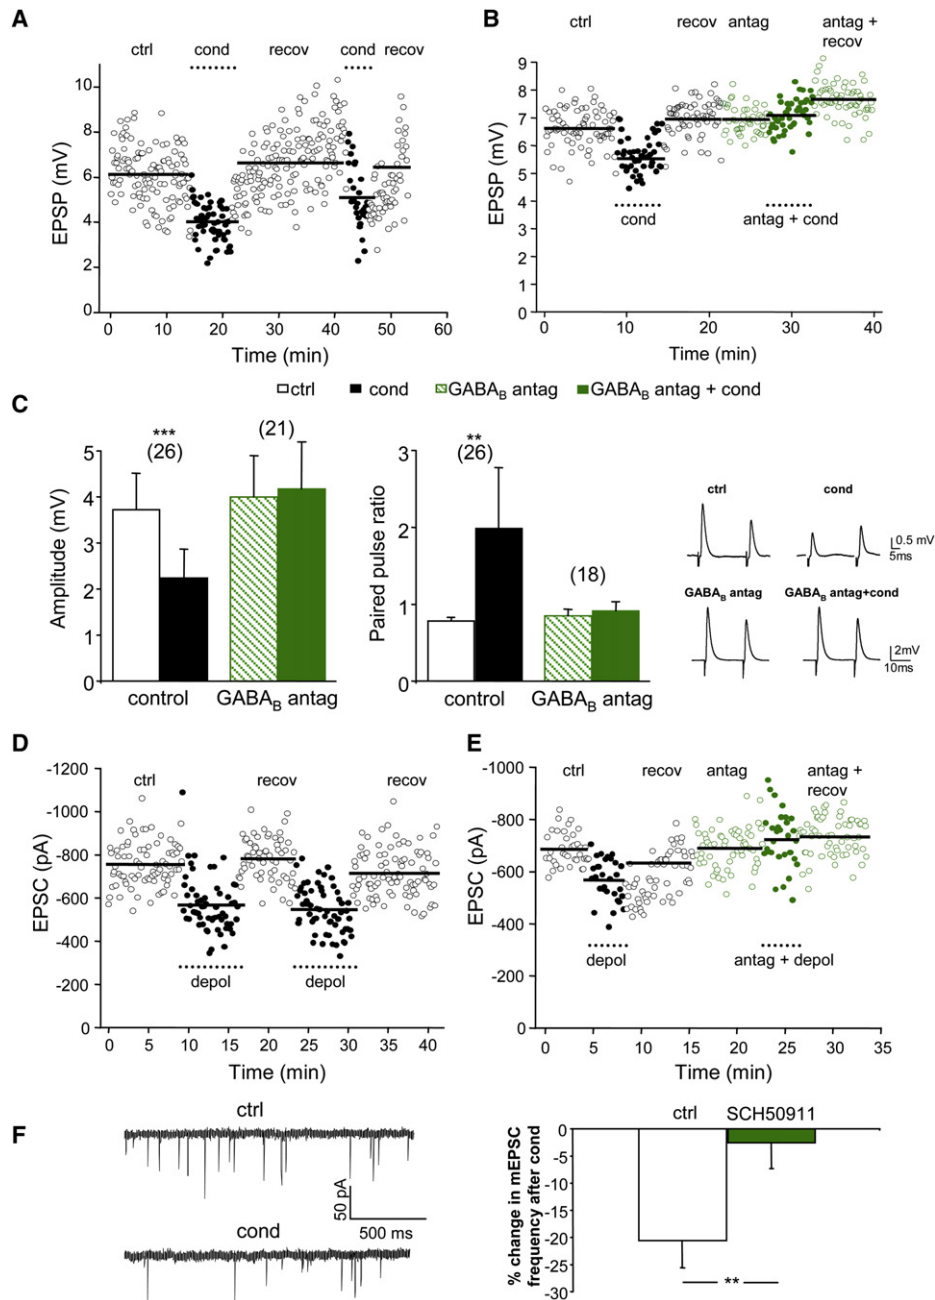 A
ctrl cond recov cond recov
EPSP (mV)
10
8
6
4
2
0
0 10 20 30 40 50 60
Time (min)
B
ctrl recov antag antag +
recov
EPSP (mV)
9
8
7
6
5
4
3
2
1
0
cond antag + cond
0 10 20 30 40
Time (min)
ctrl cond GABAB antag GABAB antag + cond
C
Amplitude (mV)
5
4
3
2
1
0
***
(26)
(21)
control GABAB antag
Paired pulse ratio
3
2
1
0
**
(26)
(18)
control GABAB antag
ctrl cond
0.5 mV
5ms
GABAB antag GABAB antag+cond
2mV
10ms
D
ctrl recov recov
EPSC (pA)
-1200
-1000
-800
-600
-400
-200
0
depol depol
0 5 10 15 20 25 30 35 40
Time (min)
E
ctrl recov antag antag +
recov
EPSC (pA)
-1000
-800
-600
-400
-200
0
depol antag + depol
0 5 10 15 20 25 30 35
Time (min)
F
ctrl
50 pA
500 ms
cond
ctrl SCH50911
% change in mEPSC
frequency after cond
0
-5
-10
-15
-20
-25
-30
**